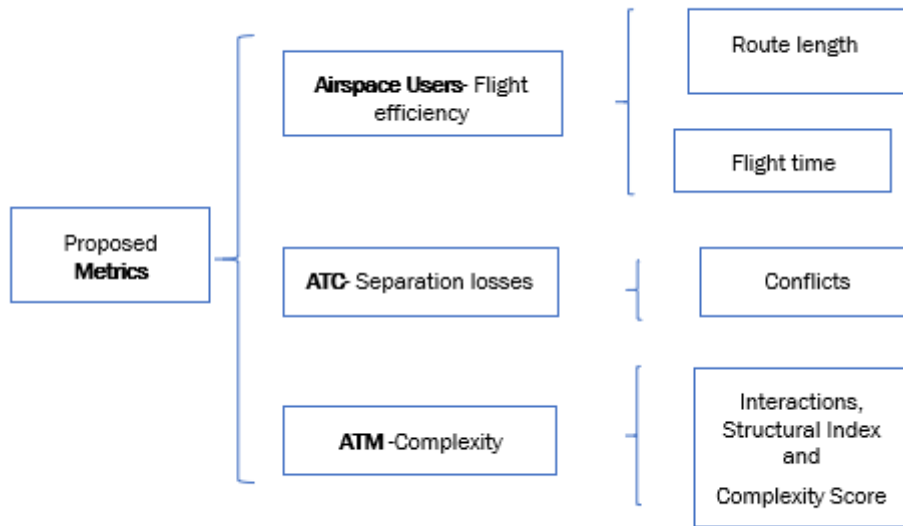 Proposed
Metrics
Airspace Users- Flight
efficiency
Route length
Flight time
ATC- Separation losses
Conflicts
ATM -Complexity
Interactions,
Structural Index
and
Complexity Score